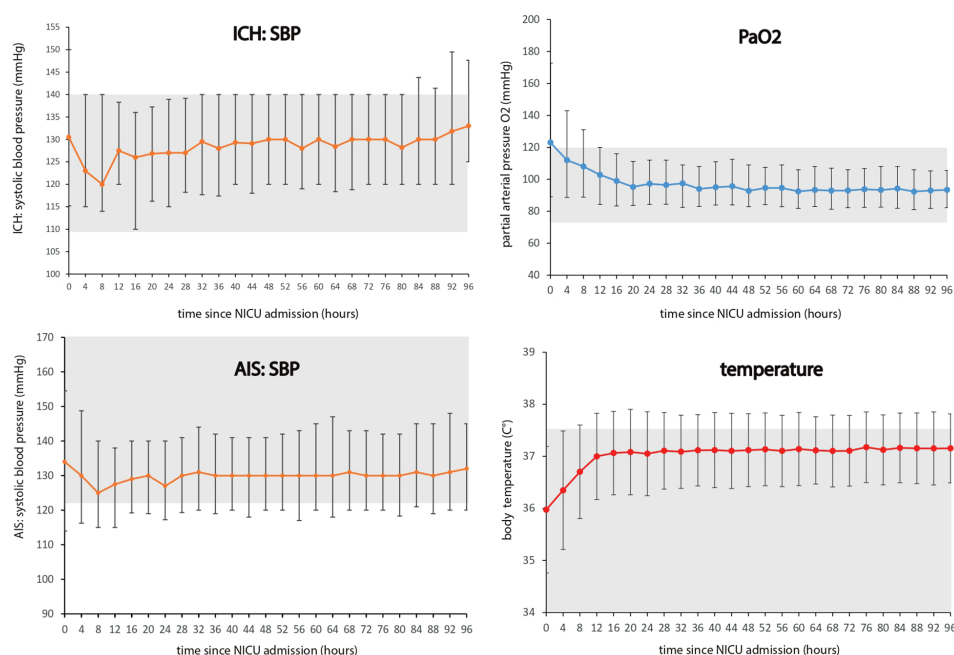 ICH: SBP
ICH: systolic blood pressure (mmHg)
155
150
145
140
135
130
125
120
115
110
105
100
0 4 8 12 16 20 24 28 32 36 40 44 48 52 56 60 64 68 72 76 80 84 88 92 96
time since NICU admission (hours)
PaO2
partial arterial pressure O2 (mmHg)
200
180
160
140
120
100
80
60
40
0 4 8 12 16 20 24 28 32 36 40 44 48 52 56 60 64 68 72 76 80 84 88 92 96
time since NICU admission (hours)
AIS: SBP
AIS: systolic blood pressure (mmHg)
170
160
150
140
130
120
110
100
90
0 4 8 12 16 20 24 28 32 36 40 44 48 52 56 60 64 68 72 76 80 84 88 92 96
time since NICU admission (hours)
temperature
body temperature (C°)
39
38
37
36
35
34
0 4 8 12 16 20 24 28 32 36 40 44 48 52 56 60 64 68 72 76 80 84 88 92 96
time since NICU admission (hours)